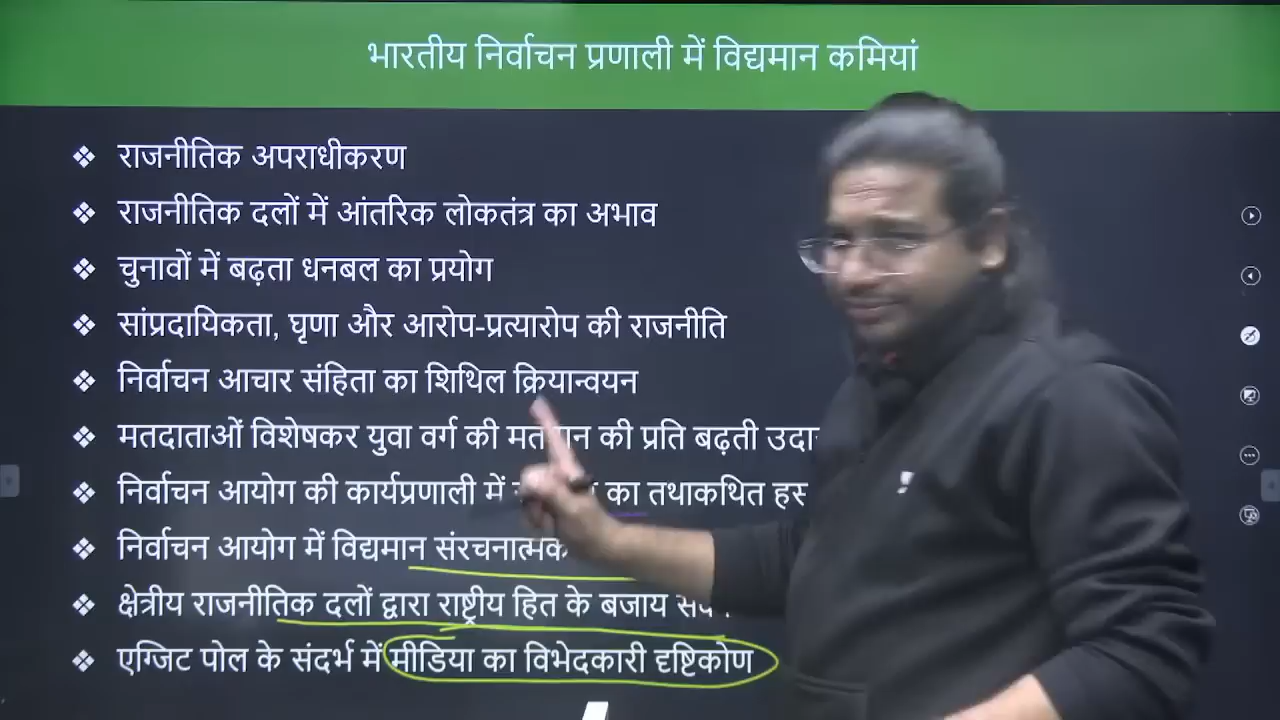 भारतीय निर्वाचन प्रणाली में विद्यमान कमियां
❖ राजनीतिक अपराधीकरण
❖ राजनीतिक दलों में आंतरिक लोकतंत्र का अभाव
❖ चुनावों में बढ़ता धनबल का प्रयोग
❖ सांप्रदायिकता, घृणा और आरोप-प्रत्यारोप की राजनीति
❖ निर्वाचन आचार संहिता का शिथिल क्रियान्वयन
❖ मतदाताओं विशेषकर युवा वर्ग की की प्रति बढ़ती
❖ निर्वाचन आयोग की कार्यप्रणाली में का तथाकथित
❖ निर्वाचन आयोग में विद्यमान संरचनात्मक
❖ क्षेत्रीय राजनीतिक दलों द्वारा राष्ट्रीय हित के बजाय
❖ एग्जिट पोल के संदर्भ में मीडिया का विभेदकारी दृष्टिकोण